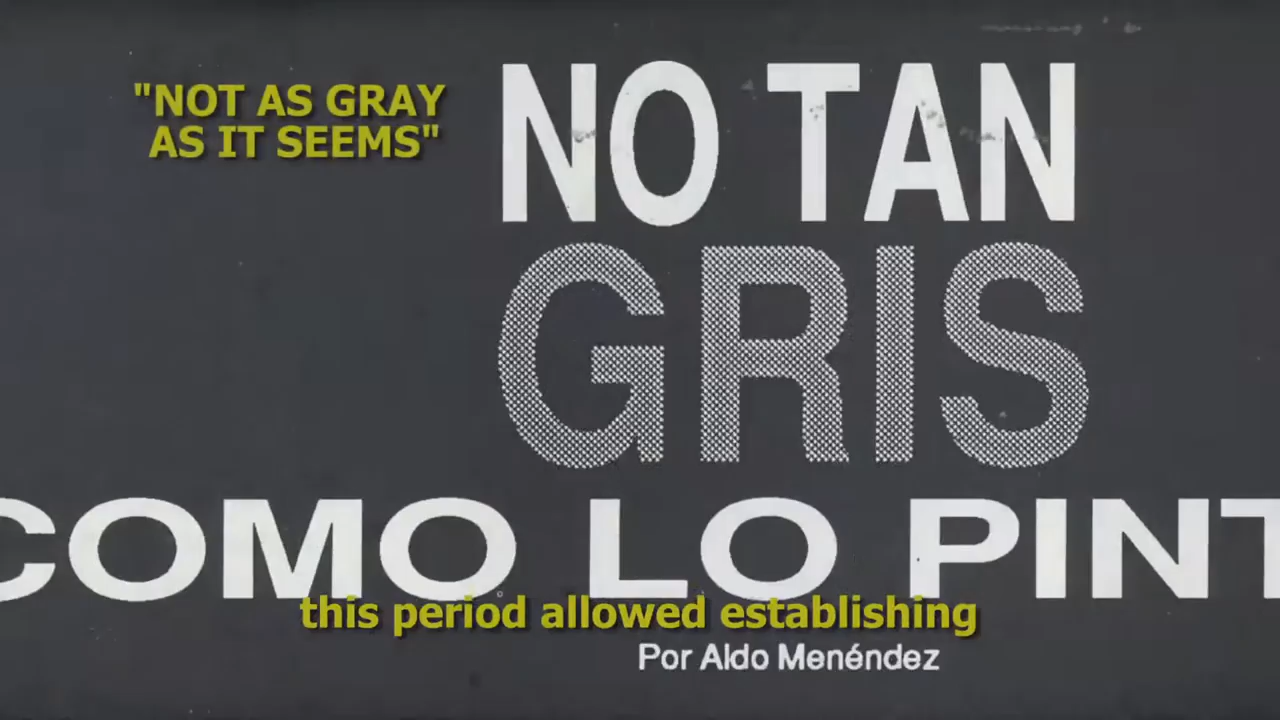 "NOT AS GRAY
AS IT SEEMS"
NO TAN
GRIS
COMO LO PINT
this period allowed establishing
Por Aldo Menéndez